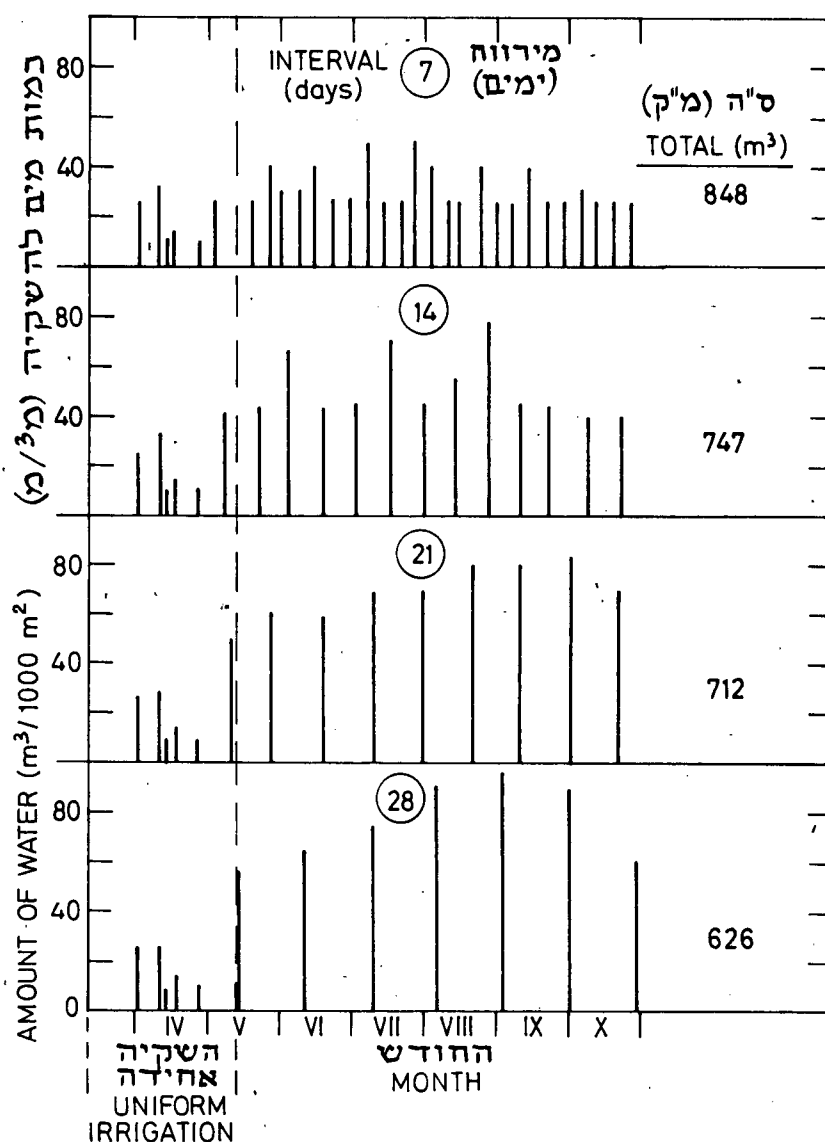 כמות מים להשקיה (מ³/מ)
AMOUNT OF WATER (m³/1000 m²)
INTERVAL
(days)
7
מירווח
(ימים)
ס"ה (מ"ק)
TOTAL (m³)
80
40
848
14
80
40
747
21
80
40
712
28
80
40
0
626
IV V VI VII VIII IX X
השקיה
אחידה
UNIFORM
IRRIGATION
החודש
MONTH